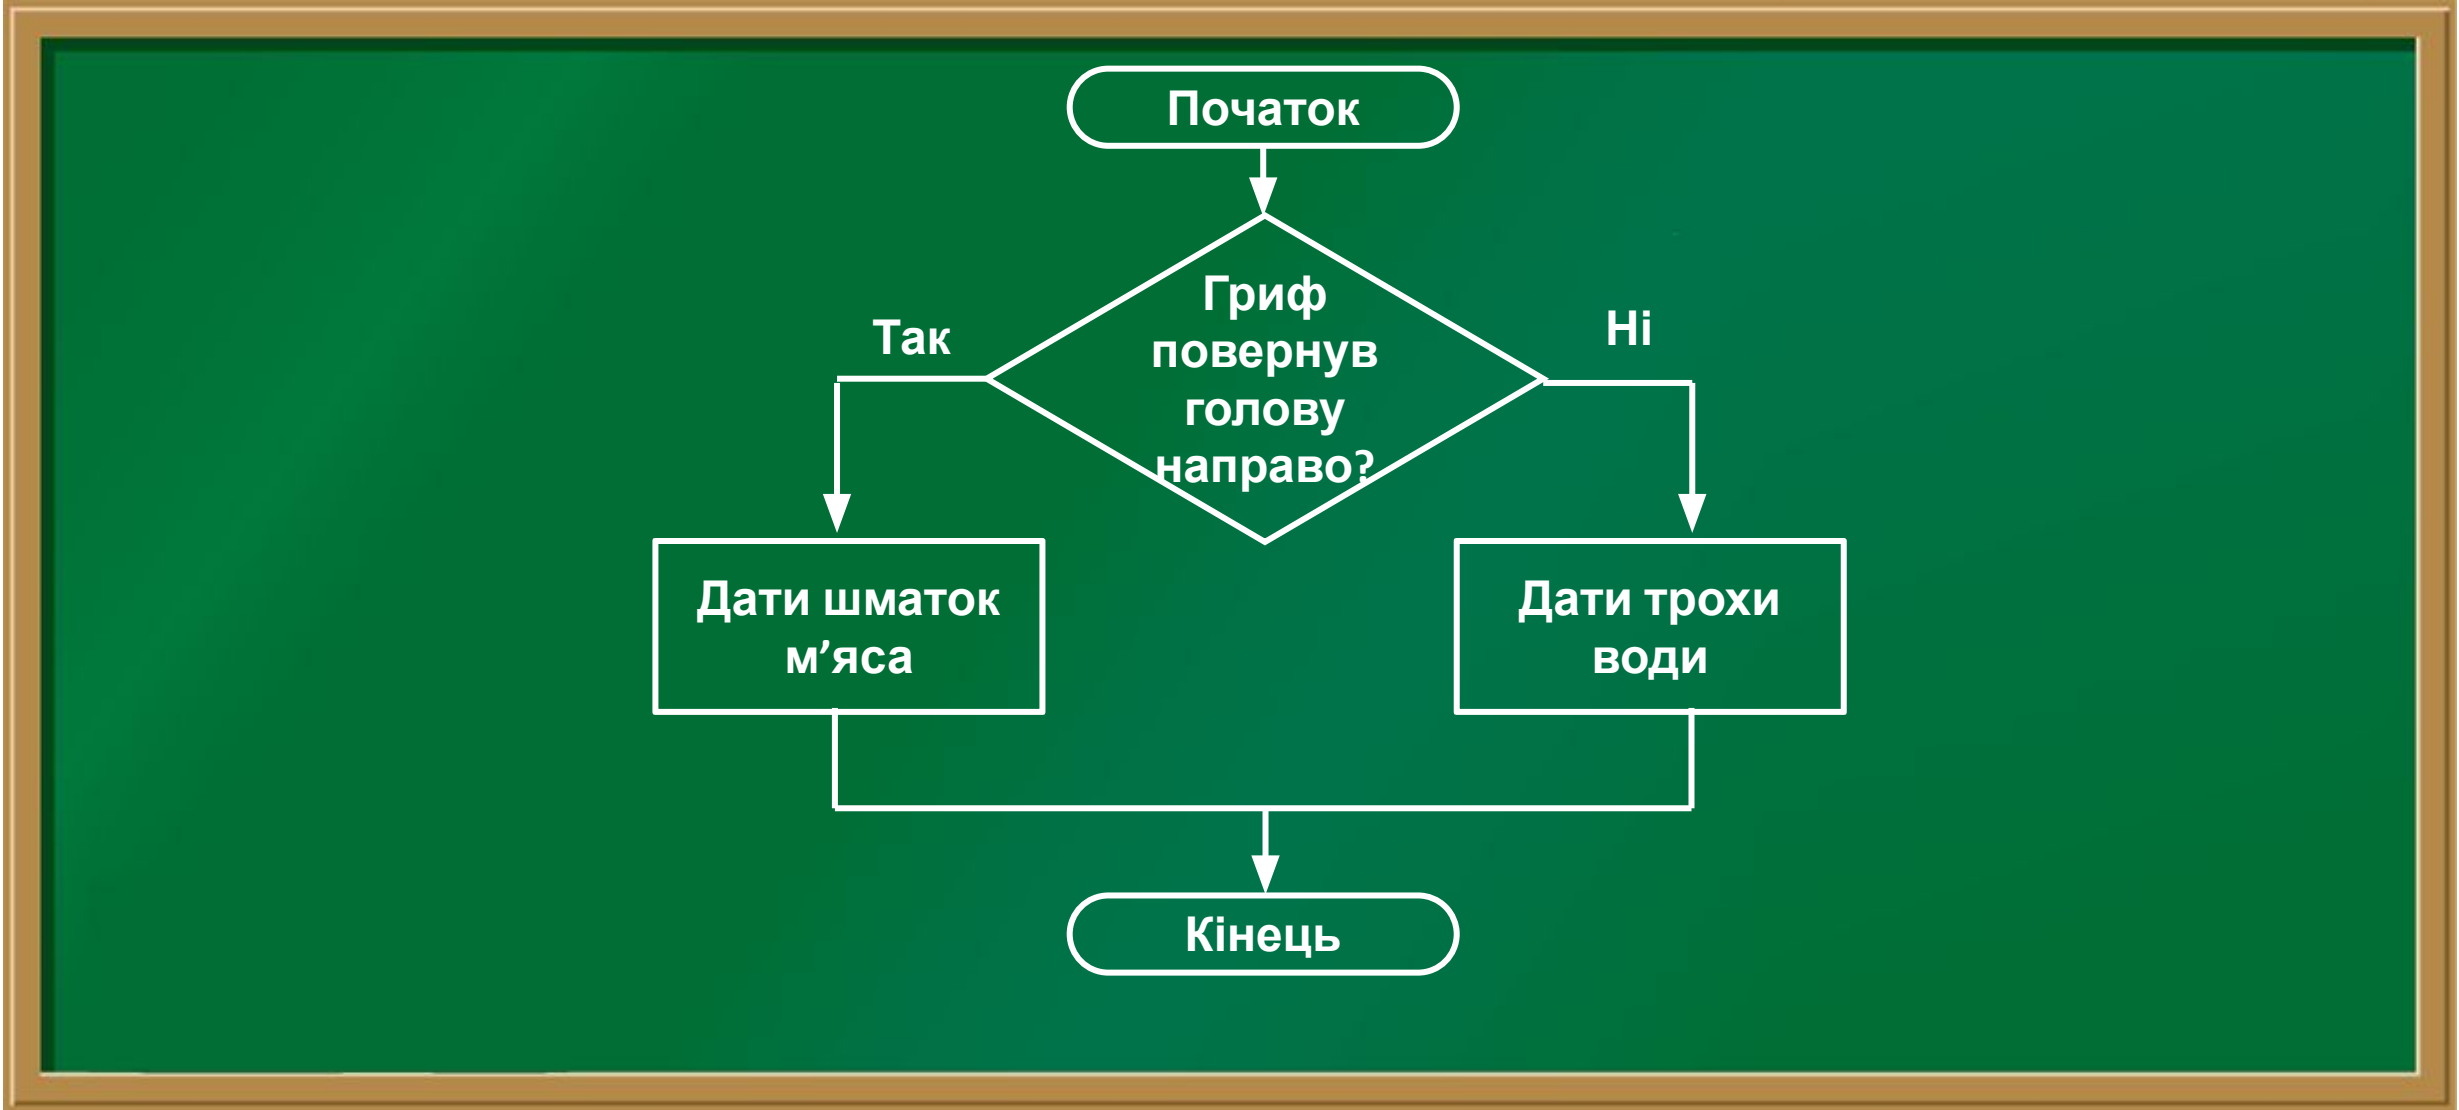 Початок
Гриф
повернув
голову
направо?
Так
Ні
Дати шматок
м’яса
Дати трохи
води
Кінець